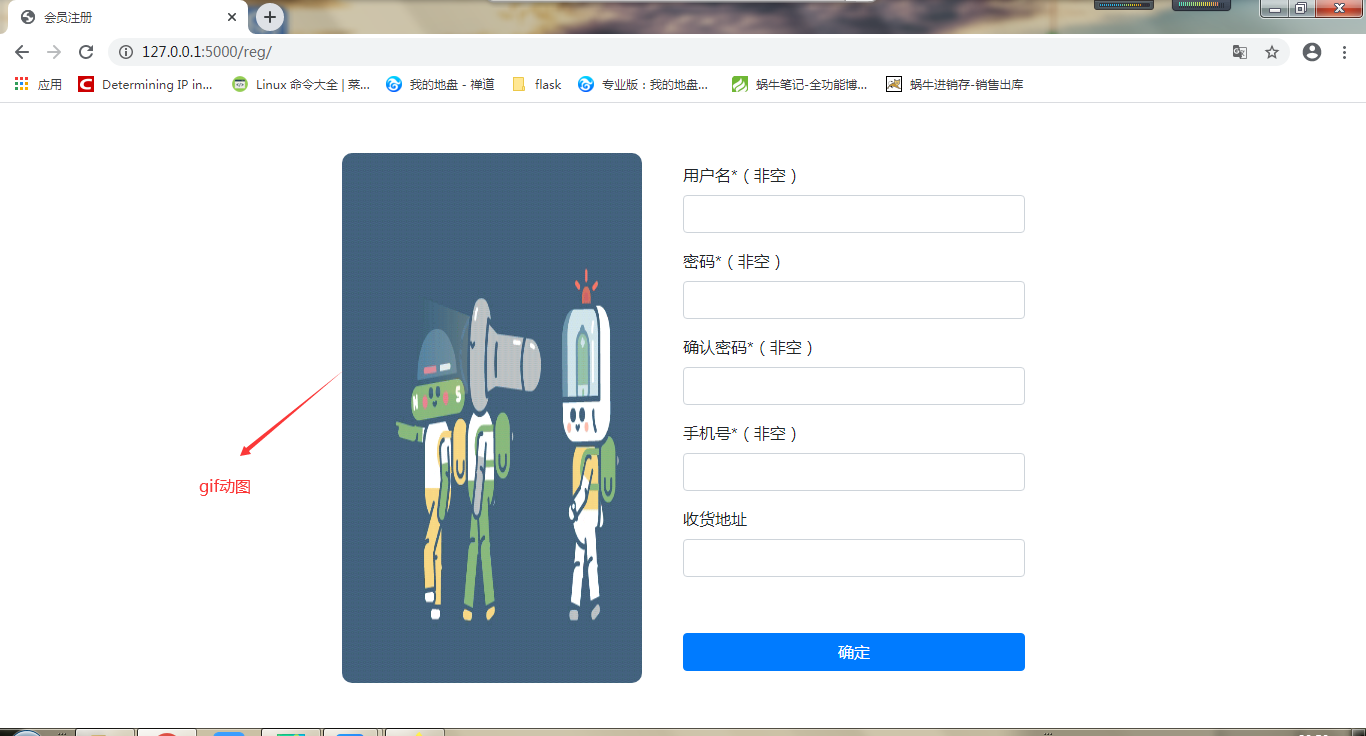 会员注册
127.0.0.1:5000/reg/
应用
Determining IP in...
Linux 命令大全 | 菜...
我的地盘 - 禅道
flask
专业版：我的地盘...
蜗牛笔记-全功能博...
蜗牛进销存-销售出库
用户名*（非空）
密码*（非空）
N S
确认密码*（非空）
手机号*（非空）
gif动图
收货地址
确定